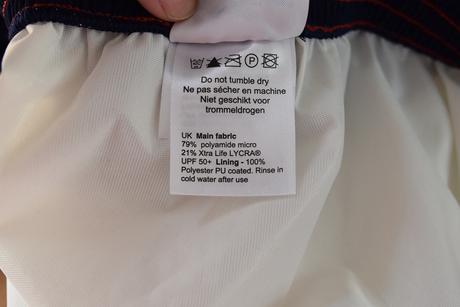 Do not tumble dry
Ne pas sécher en machine
Niet geschikt voor
trommeldrogen
UK Main fabric
79% polyamide micro
21% Xtra Life LYCRA®
UPF 50+ Lining - 100%
Polyester PU coated. Rinse in
cold water after use